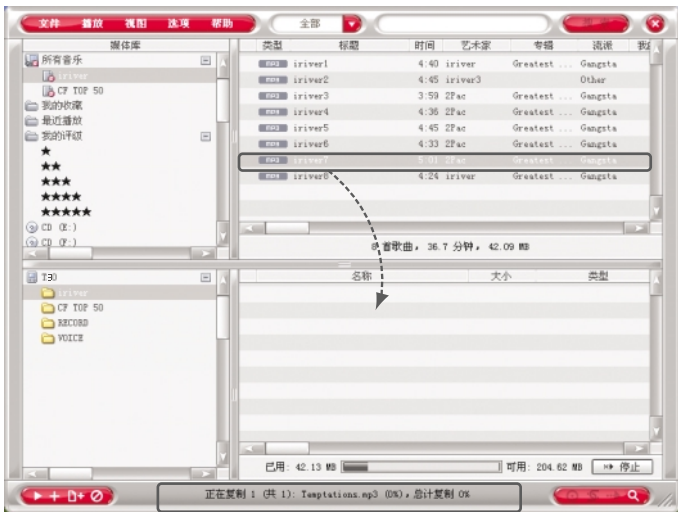 文件 播放 视图 选项 帮助 全部
媒体库
类型 标题 时间 艺术家 专辑 流派
所有音乐
iriver
CF TOP 50
我的收藏
最近播放
我的评级
★
★★
★★★
★★★★
★★★★★
CD (E:)
CD (F:)
MP3 iriver1 4:40 iriver Greatest ... Gangsta
MP3 iriver2 4:45 iriver3 Other
MP3 iriver3 3:59 2Pac Greatest ... Gangsta
MP3 iriver4 4:36 2Pac Greatest ... Gangsta
MP3 iriver5 4:45 2Pac Greatest ... Gangsta
MP3 iriver6 4:33 2Pac Greatest ... Gangsta
MP3 iriver7 5:01 2Pac Greatest ... Gangsta
MP3 iriver8 4:24 iriver Greatest ... Gangsta
8 首歌曲, 36.7 分钟, 42.09 MB
T30
iriver
CF TOP 50
RECORD
VOICE
名称 大小 类型
已用: 42.13 MB 可用: 204.62 MB 停止
正在复制 1 (共 1): Temptations.mp3 (0%), 总计复制 0%